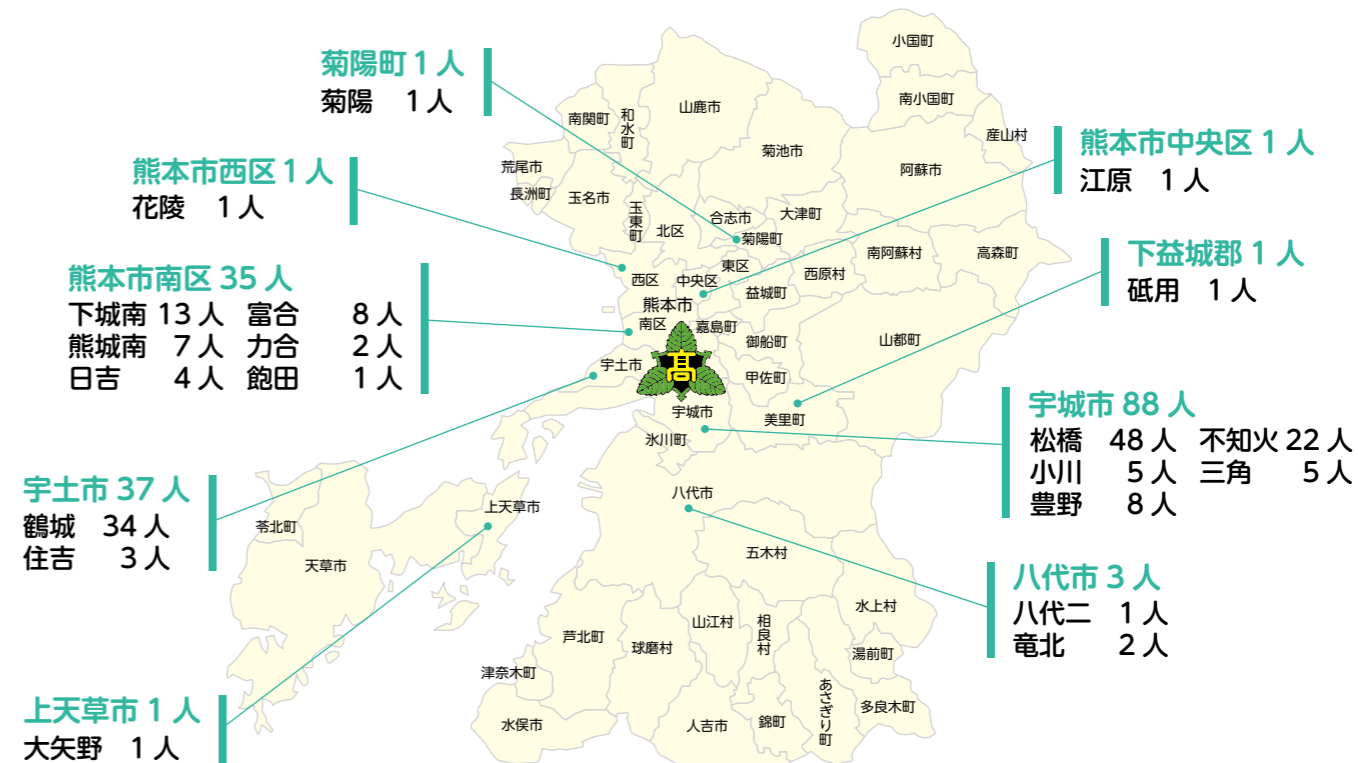 菊陽町 1 人
菊陽 1 人
熊本市西区 1 人
花陵 1 人
熊本市南区 35 人
下城南 13 人 富合 8 人
熊城南 7 人 力合 2 人
日吉 4 人 飽田 1 人
宇土市 37 人
鶴城 34 人
住吉 3 人
上天草市 1 人
大矢野 1 人
熊本市中央区 1 人
江原 1 人
下益城郡 1 人
砥用 1 人
宇城市 88 人
松橋 48 人 不知火 22 人
小川 5 人 三角 5 人
豊野 8 人
八代市 3 人
八代二 1 人
竜北 2 人
小国町
南小国町
産山村
山鹿市
和水町
南関町
菊池市
阿蘇市
荒尾市
長洲町
玉名市
玉東町
北区
合志市
大津町
菊陽町
南阿蘇村
高森町
西区
中央区
東区
西原村
益城町
熊本市
南区
嘉島町
御船町
山都町
宇土市
髙
甲佐町
宇城市
美里町
氷川町
八代市
上天草市
苓北町
天草市
五木村
水上村
山江村
相良村
芦北町
球磨村
湯前町
津奈木町
あさぎり町
多良木町
水俣市
人吉市
錦町